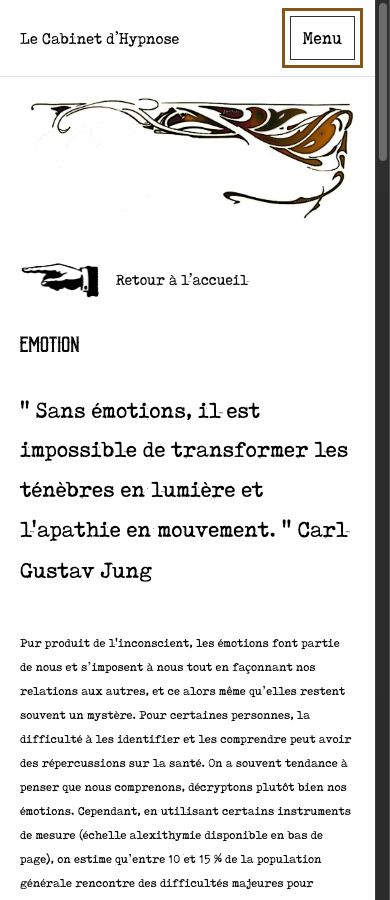 Le Cabinet d’Hypnose
Menu
Retour à l’accueil
EMOTION
" Sans émotions, il est
impossible de transformer les
ténèbres en lumière et
l'apathie en mouvement. " Carl
Gustav Jung
Pur produit de l'inconscient, les émotions font partie
de nous et s’imposent à nous tout en façonnant nos
relations aux autres, et ce alors même qu’elles restent
souvent un mystère. Pour certaines personnes, la
difficulté à les identifier et les comprendre peut avoir
des répercussions sur la santé. On a souvent tendance à
penser que nous comprenons, décryptons plutôt bien nos
émotions. Cependant, en utilisant certains instruments
de mesure (échelle alexithymie disponible en bas de
page), on estime qu’entre 10 et 15 % de la population
générale rencontre des difficultés majeures pour